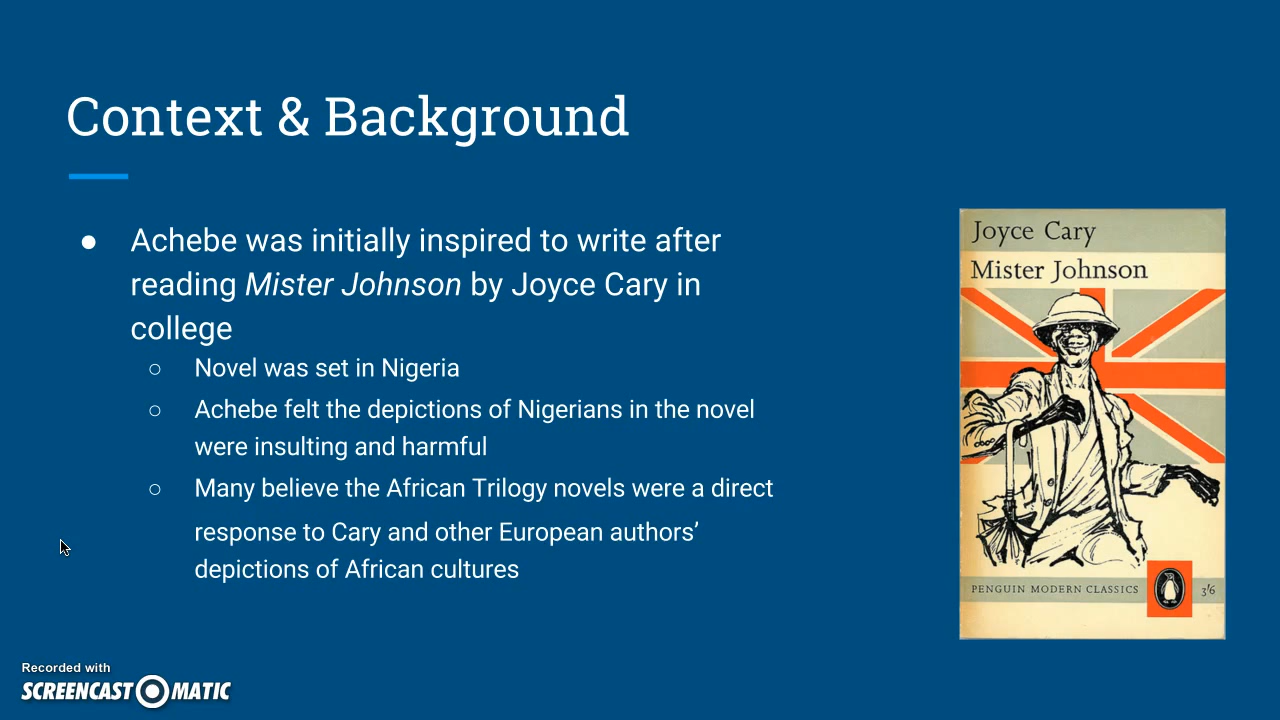 Context & Background
● Achebe was initially inspired to write after
reading Mister Johnson by Joyce Cary in
college
○ Novel was set in Nigeria
○ Achebe felt the depictions of Nigerians in the novel
were insulting and harmful
○ Many believe the African Trilogy novels were a direct
response to Cary and other European authors’
depictions of African cultures
Joyce Cary
Mister Johnson
PENGUIN MODERN CLASSICS
3'6
Recorded with
SCREENCAST MATIC